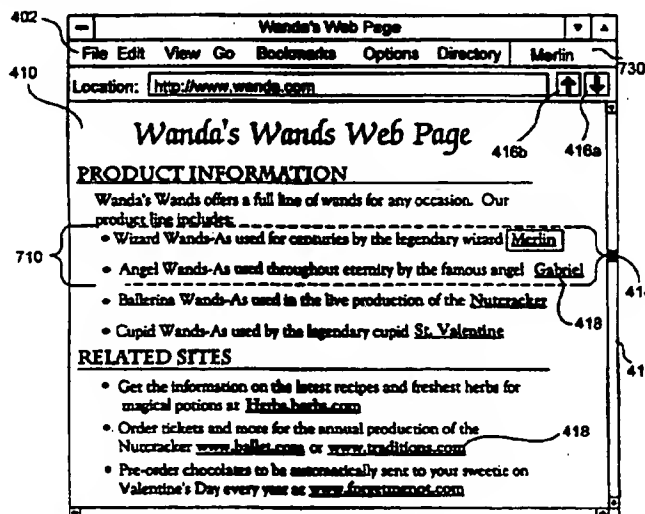 Wanda's Web Page
402
File Edit View Go Bookmarks Options Directory Merlin
730
410
Location: http://www.wanda.com
416b
416a
Wanda's Wands Web Page
PRODUCT INFORMATION
Wanda's Wands offers a full line of wands for any occasion. Our
product line includes:
710
• Wizard Wands-As used for centuries by the legendary wizard Merlin
• Angel Wands-As used throughout eternity by the famous angel Gabriel
418
• Ballerina Wands-As used in the live production of the Nutcracker
• Cupid Wands-As used by the legendary cupid St. Valentine
RELATED SITES
• Get the information on the latest recipes and freshest herbs for
magical potions at Herbs.herbs.com
• Order tickets and more for the annual production of the
Nutcracker www.ballet.com or www.traditions.com
418
• Pre-order chocolates to be automatically sent to your sweetie on
Valentine's Day every year at www.forgetmenot.com